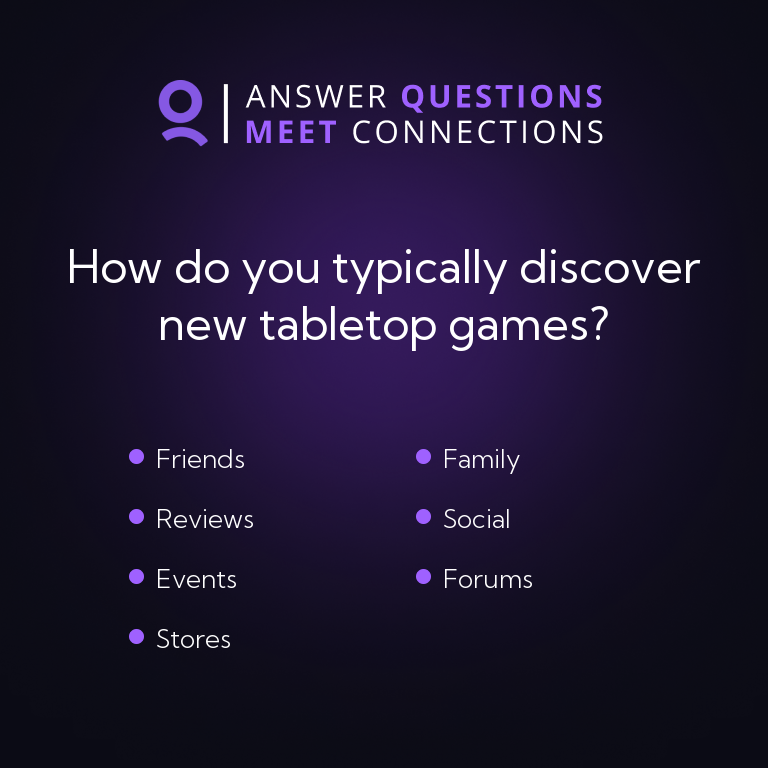 ANSWER QUESTIONS
MEET CONNECTIONS
How do you typically discover
new tabletop games?
Friends
Family
Reviews
Social
Events
Forums
Stores